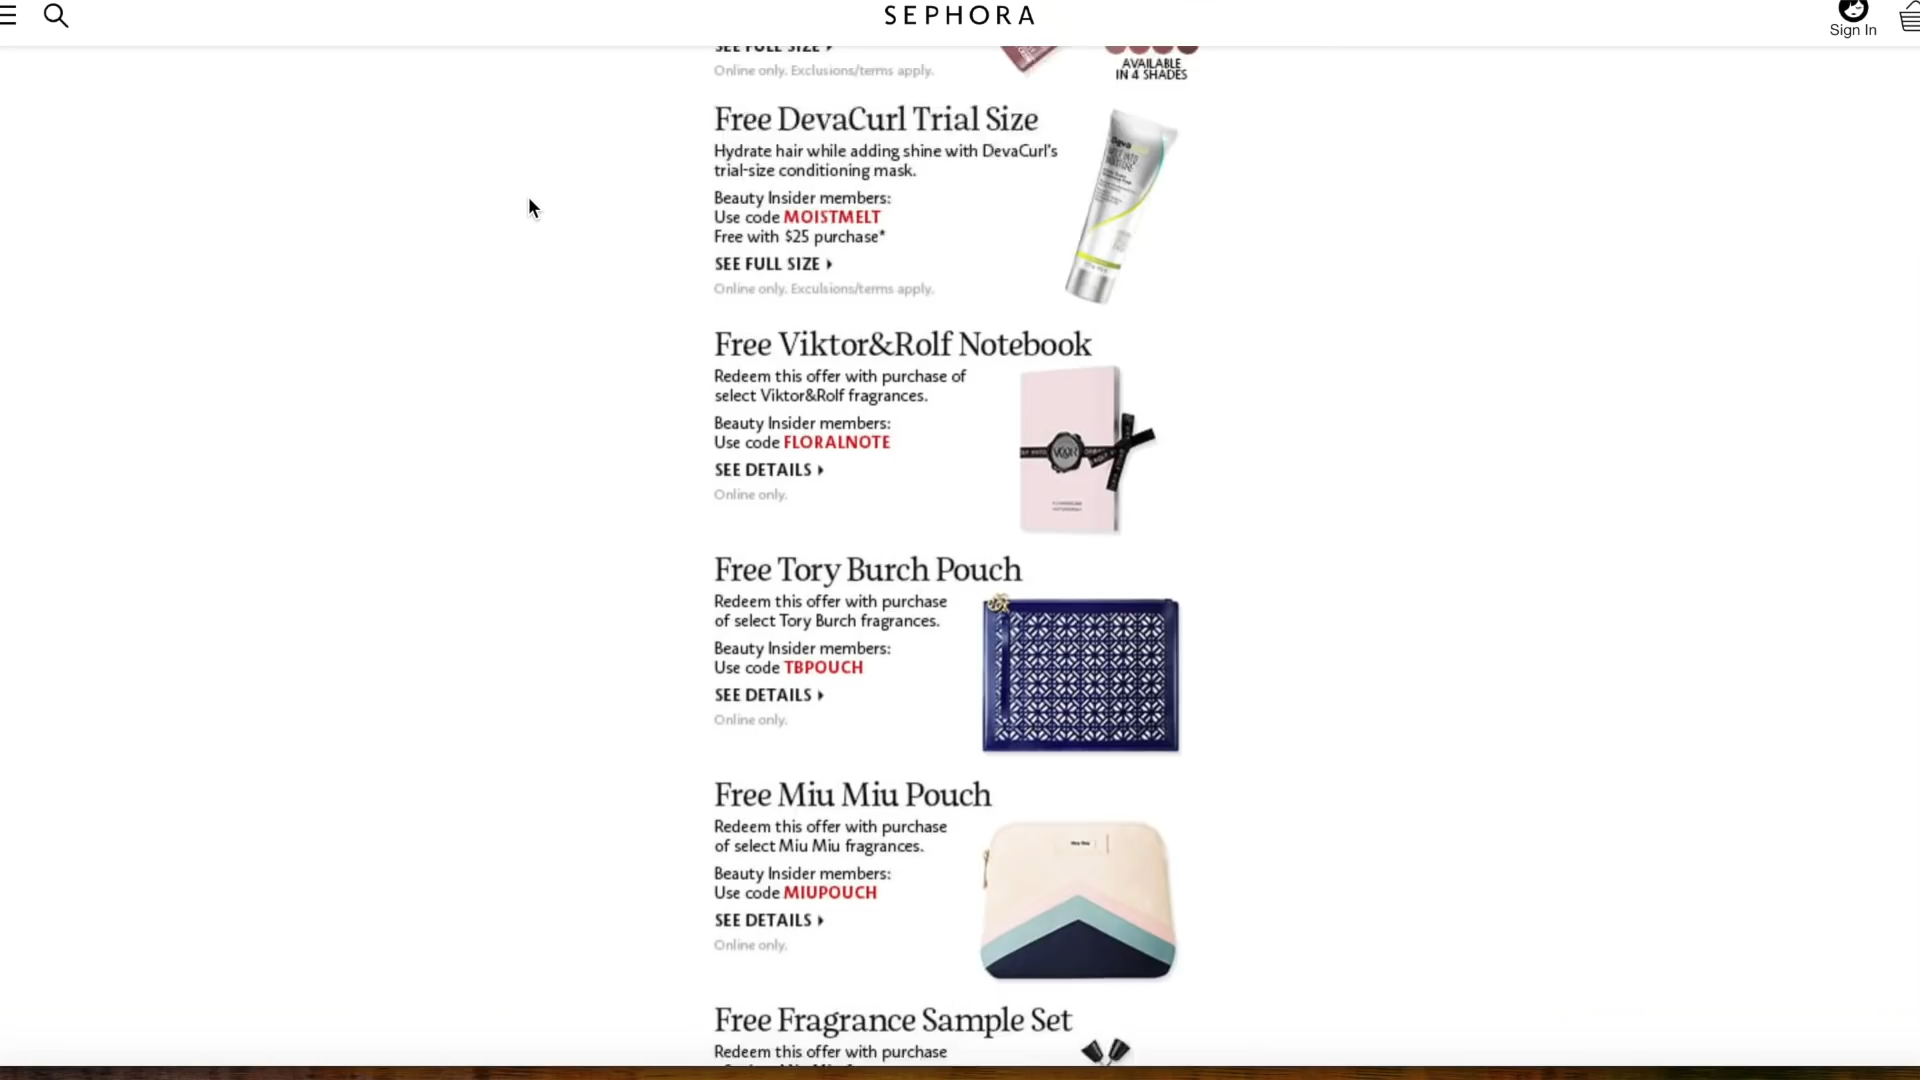 SEPHORA
Sign In
SEE FULL SIZE
Online only. Exclusions/terms apply.
AVAILABLE
IN 4 SHADES
Free DevaCurl Trial Size
Hydrate hair while adding shine with DevaCurl's
trial-size conditioning mask.
Beauty Insider members:
Use code MOISTMELT
Free with $25 purchase*
SEE FULL SIZE
Online only. Exculsions/terms apply.
Free Viktor&Rolf Notebook
Redeem this offer with purchase of
select Viktor&Rolf fragrances.
Beauty Insider members:
Use code FLORALNOTE
SEE DETAILS
Online only.
Free Tory Burch Pouch
Redeem this offer with purchase
of select Tory Burch fragrances.
Beauty Insider members:
Use code TBPOUCH
SEE DETAILS
Online only.
Free Miu Miu Pouch
Redeem this offer with purchase
of select Miu Miu fragrances.
Beauty Insider members:
Use code MIUPOUCH
SEE DETAILS
Online only.
Free Fragrance Sample Set
Redeem this offer with purchase